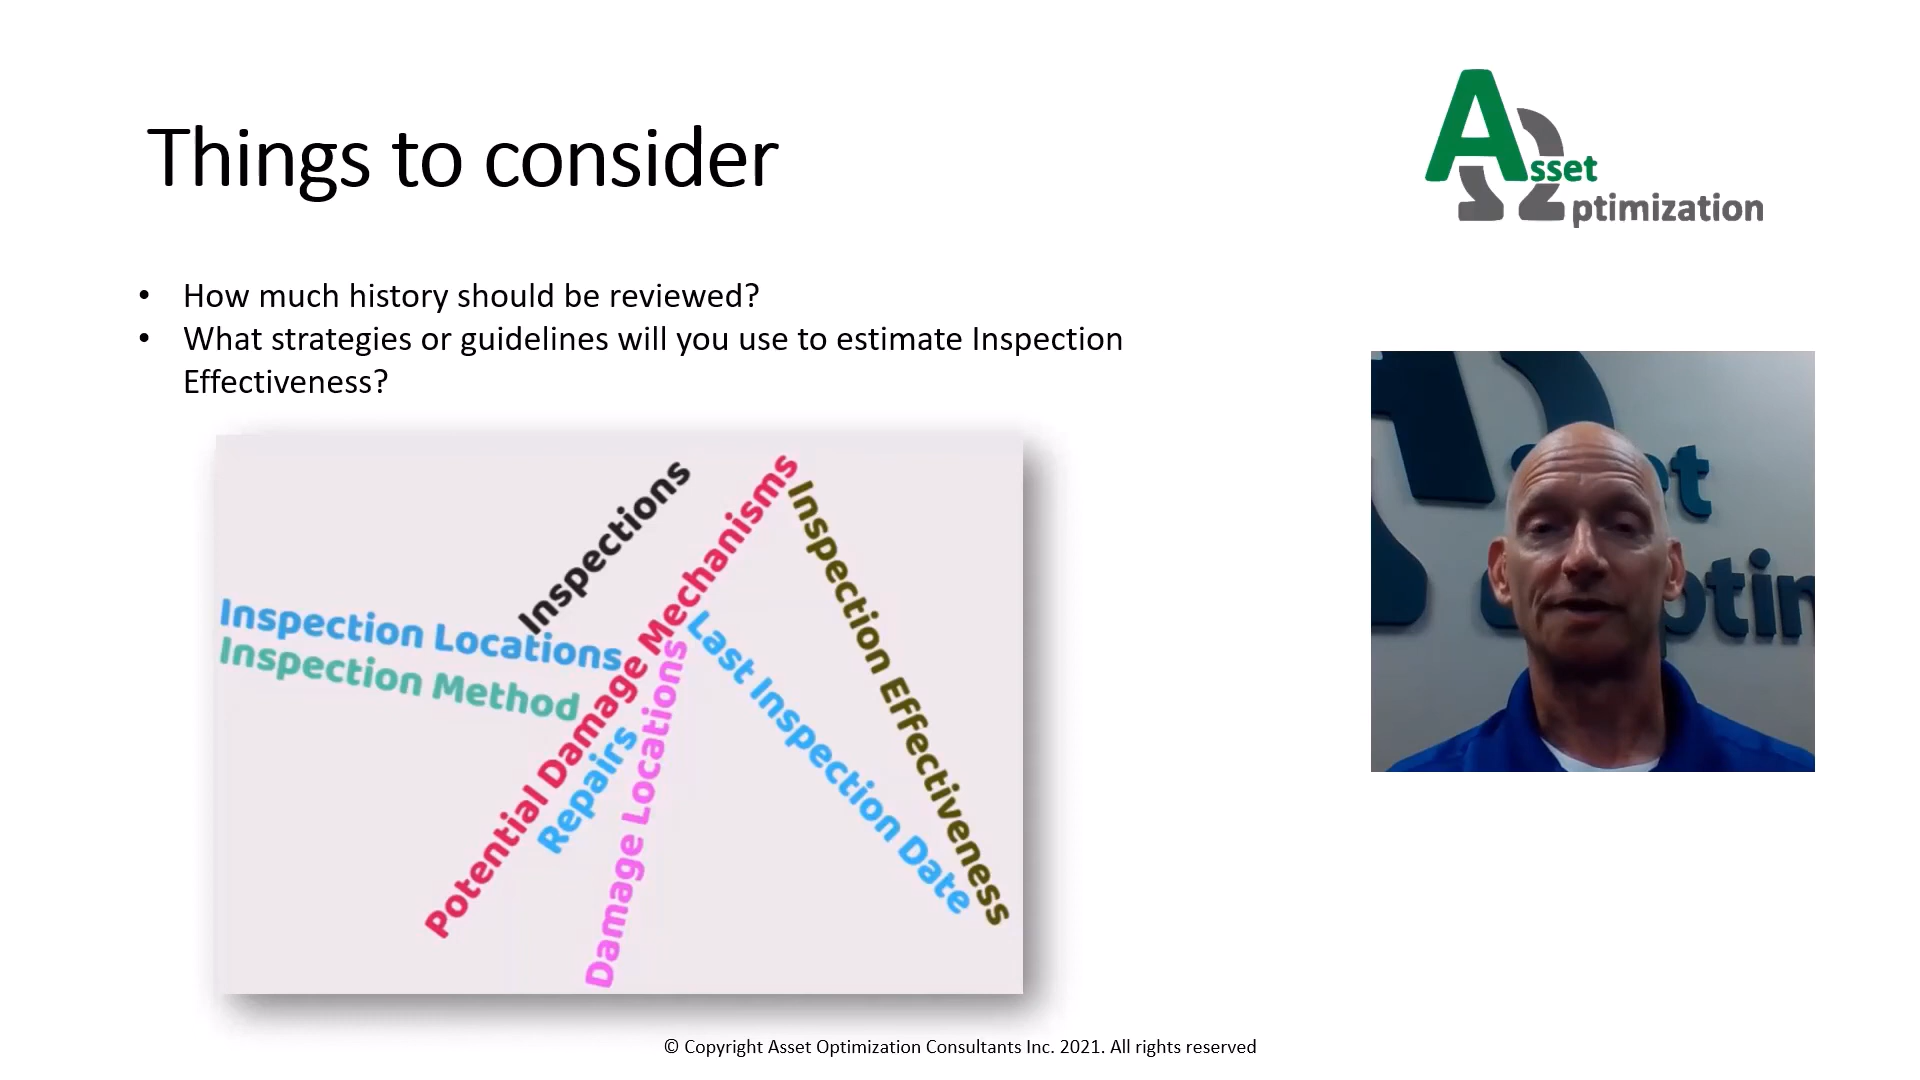 Things to consider
Asset
Optimization
• How much history should be reviewed?
• What strategies or guidelines will you use to estimate Inspection
Effectiveness?
Inspections
Potential Damage Mechanisms
Inspection Effectiveness
Inspection Locations
Inspection Method
Last Inspection Date
Repairs
Damage Locations
© Copyright Asset Optimization Consultants Inc. 2021. All rights reserved